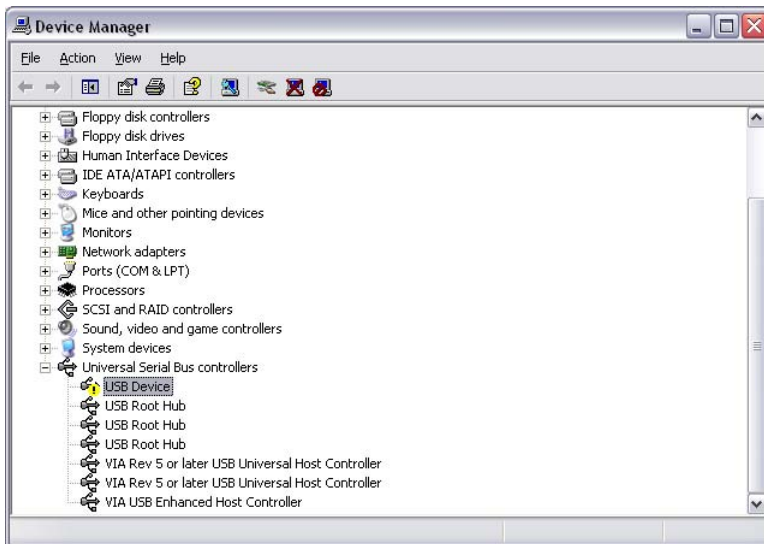 Device Manager
File Action View Help
Floppy disk controllers
Floppy disk drives
Human Interface Devices
IDE ATA/ATAPI controllers
Keyboards
Mice and other pointing devices
Monitors
Network adapters
Ports (COM & LPT)
Processors
SCSI and RAID controllers
Sound, video and game controllers
System devices
Universal Serial Bus controllers
USB Device
USB Root Hub
USB Root Hub
USB Root Hub
VIA Rev 5 or later USB Universal Host Controller
VIA Rev 5 or later USB Universal Host Controller
VIA USB Enhanced Host Controller